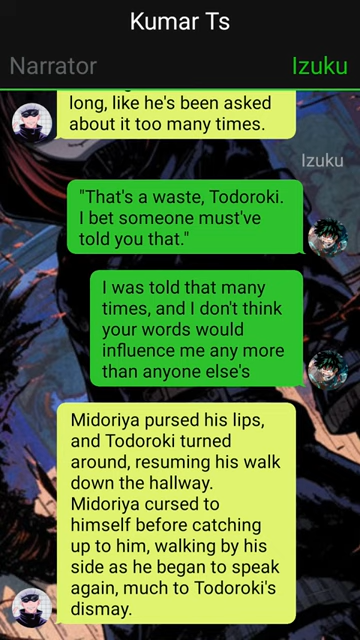 Kumar Ts
Narrator
Izuku
long, like he's been asked
about it too many times.
Izuku
"That's a waste, Todoroki.
I bet someone must've
told you that."
I was told that many
times, and I don't think
your words would
influence me any more
than anyone else's
Midoriya pursed his lips,
and Todoroki turned
around, resuming his walk
down the hallway.
Midoriya cursed to
himself before catching
up to him, walking by his
side as he began to speak
again, much to Todoroki's
dismay.